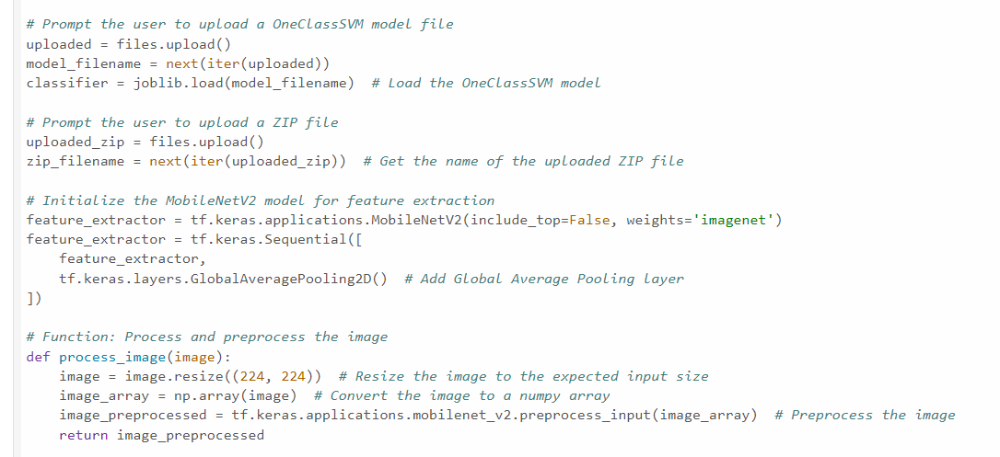 # Prompt the user to upload a OneClassSVM model file
uploaded = files.upload()
model_filename = next(iter(uploaded))
classifier = joblib.load(model_filename)  # Load the OneClassSVM model

# Prompt the user to upload a ZIP file
uploaded_zip = files.upload()
zip_filename = next(iter(uploaded_zip))  # Get the name of the uploaded ZIP file

# Initialize the MobileNetV2 model for feature extraction
feature_extractor = tf.keras.applications.MobileNetV2(include_top=False, weights='imagenet')
feature_extractor = tf.keras.Sequential([
    feature_extractor,
    tf.keras.layers.GlobalAveragePooling2D()  # Add Global Average Pooling layer
])

# Function: Process and preprocess the image
def process_image(image):
    image = image.resize((224, 224))  # Resize the image to the expected input size
    image_array = np.array(image)  # Convert the image to a numpy array
    image_preprocessed = tf.keras.applications.mobilenet_v2.preprocess_input(image_array)  # Preprocess the image
    return image_preprocessed